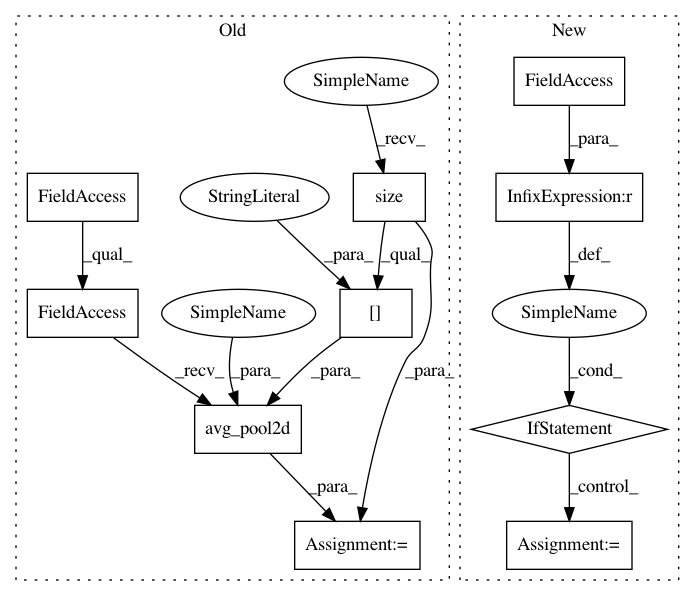 Old
New
SimpleName
FieldAccess
_recv_
_para_
FieldAccess
StringLiteral
size
InfixExpression:r
_qual_
_para_
_qual_
_def_
FieldAccess
SimpleName
[]
SimpleName
_recv_
_para_
_para_
_para_
_cond_
avg_pool2d
IfStatement
_para_
_control_
Assignment:=
Assignment:=